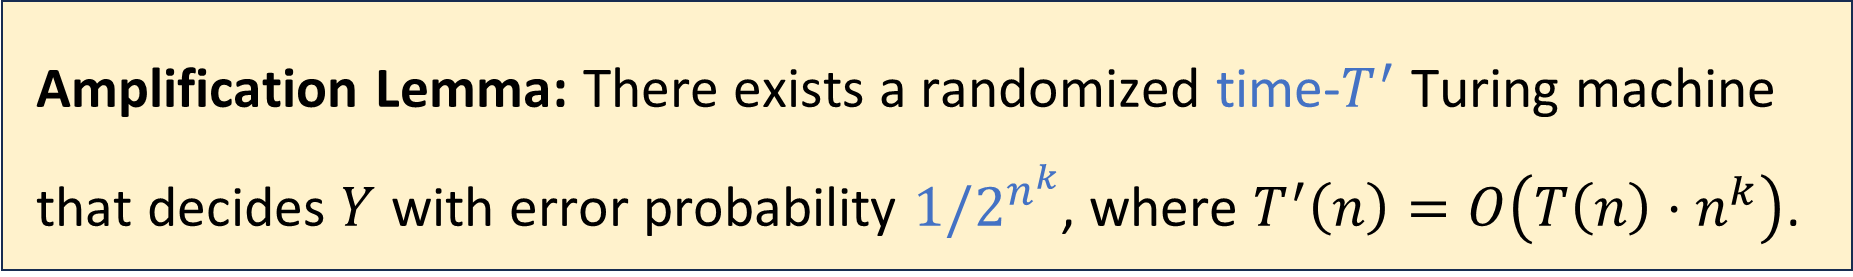 Amplification Lemma: There exists a randomized time-𝑇′ Turing machine
that decides 𝑌 with error probability 1/2^{n^k}, where 𝑇′(𝑛) = 𝑂(𝑇(𝑛) ⋅ 𝑛^k).